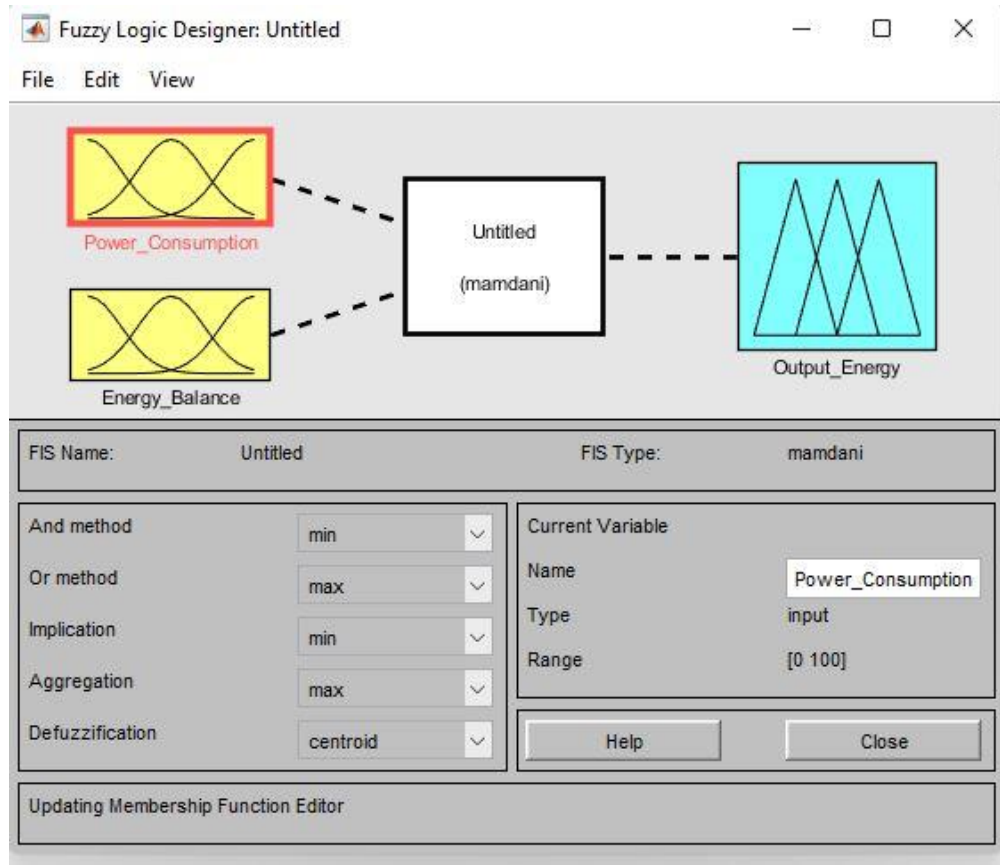 Fuzzy Logic Designer: Untitled
File Edit View
Power_Consumption
Energy_Balance
Untitled
(mamdani)
Output_Energy
FIS Name: Untitled FIS Type: mamdani
And method min
Or method max
Implication min
Aggregation max
Defuzzification centroid
Current Variable
Name Power_Consumption
Type input
Range [0 100]
Help Close
Updating Membership Function Editor